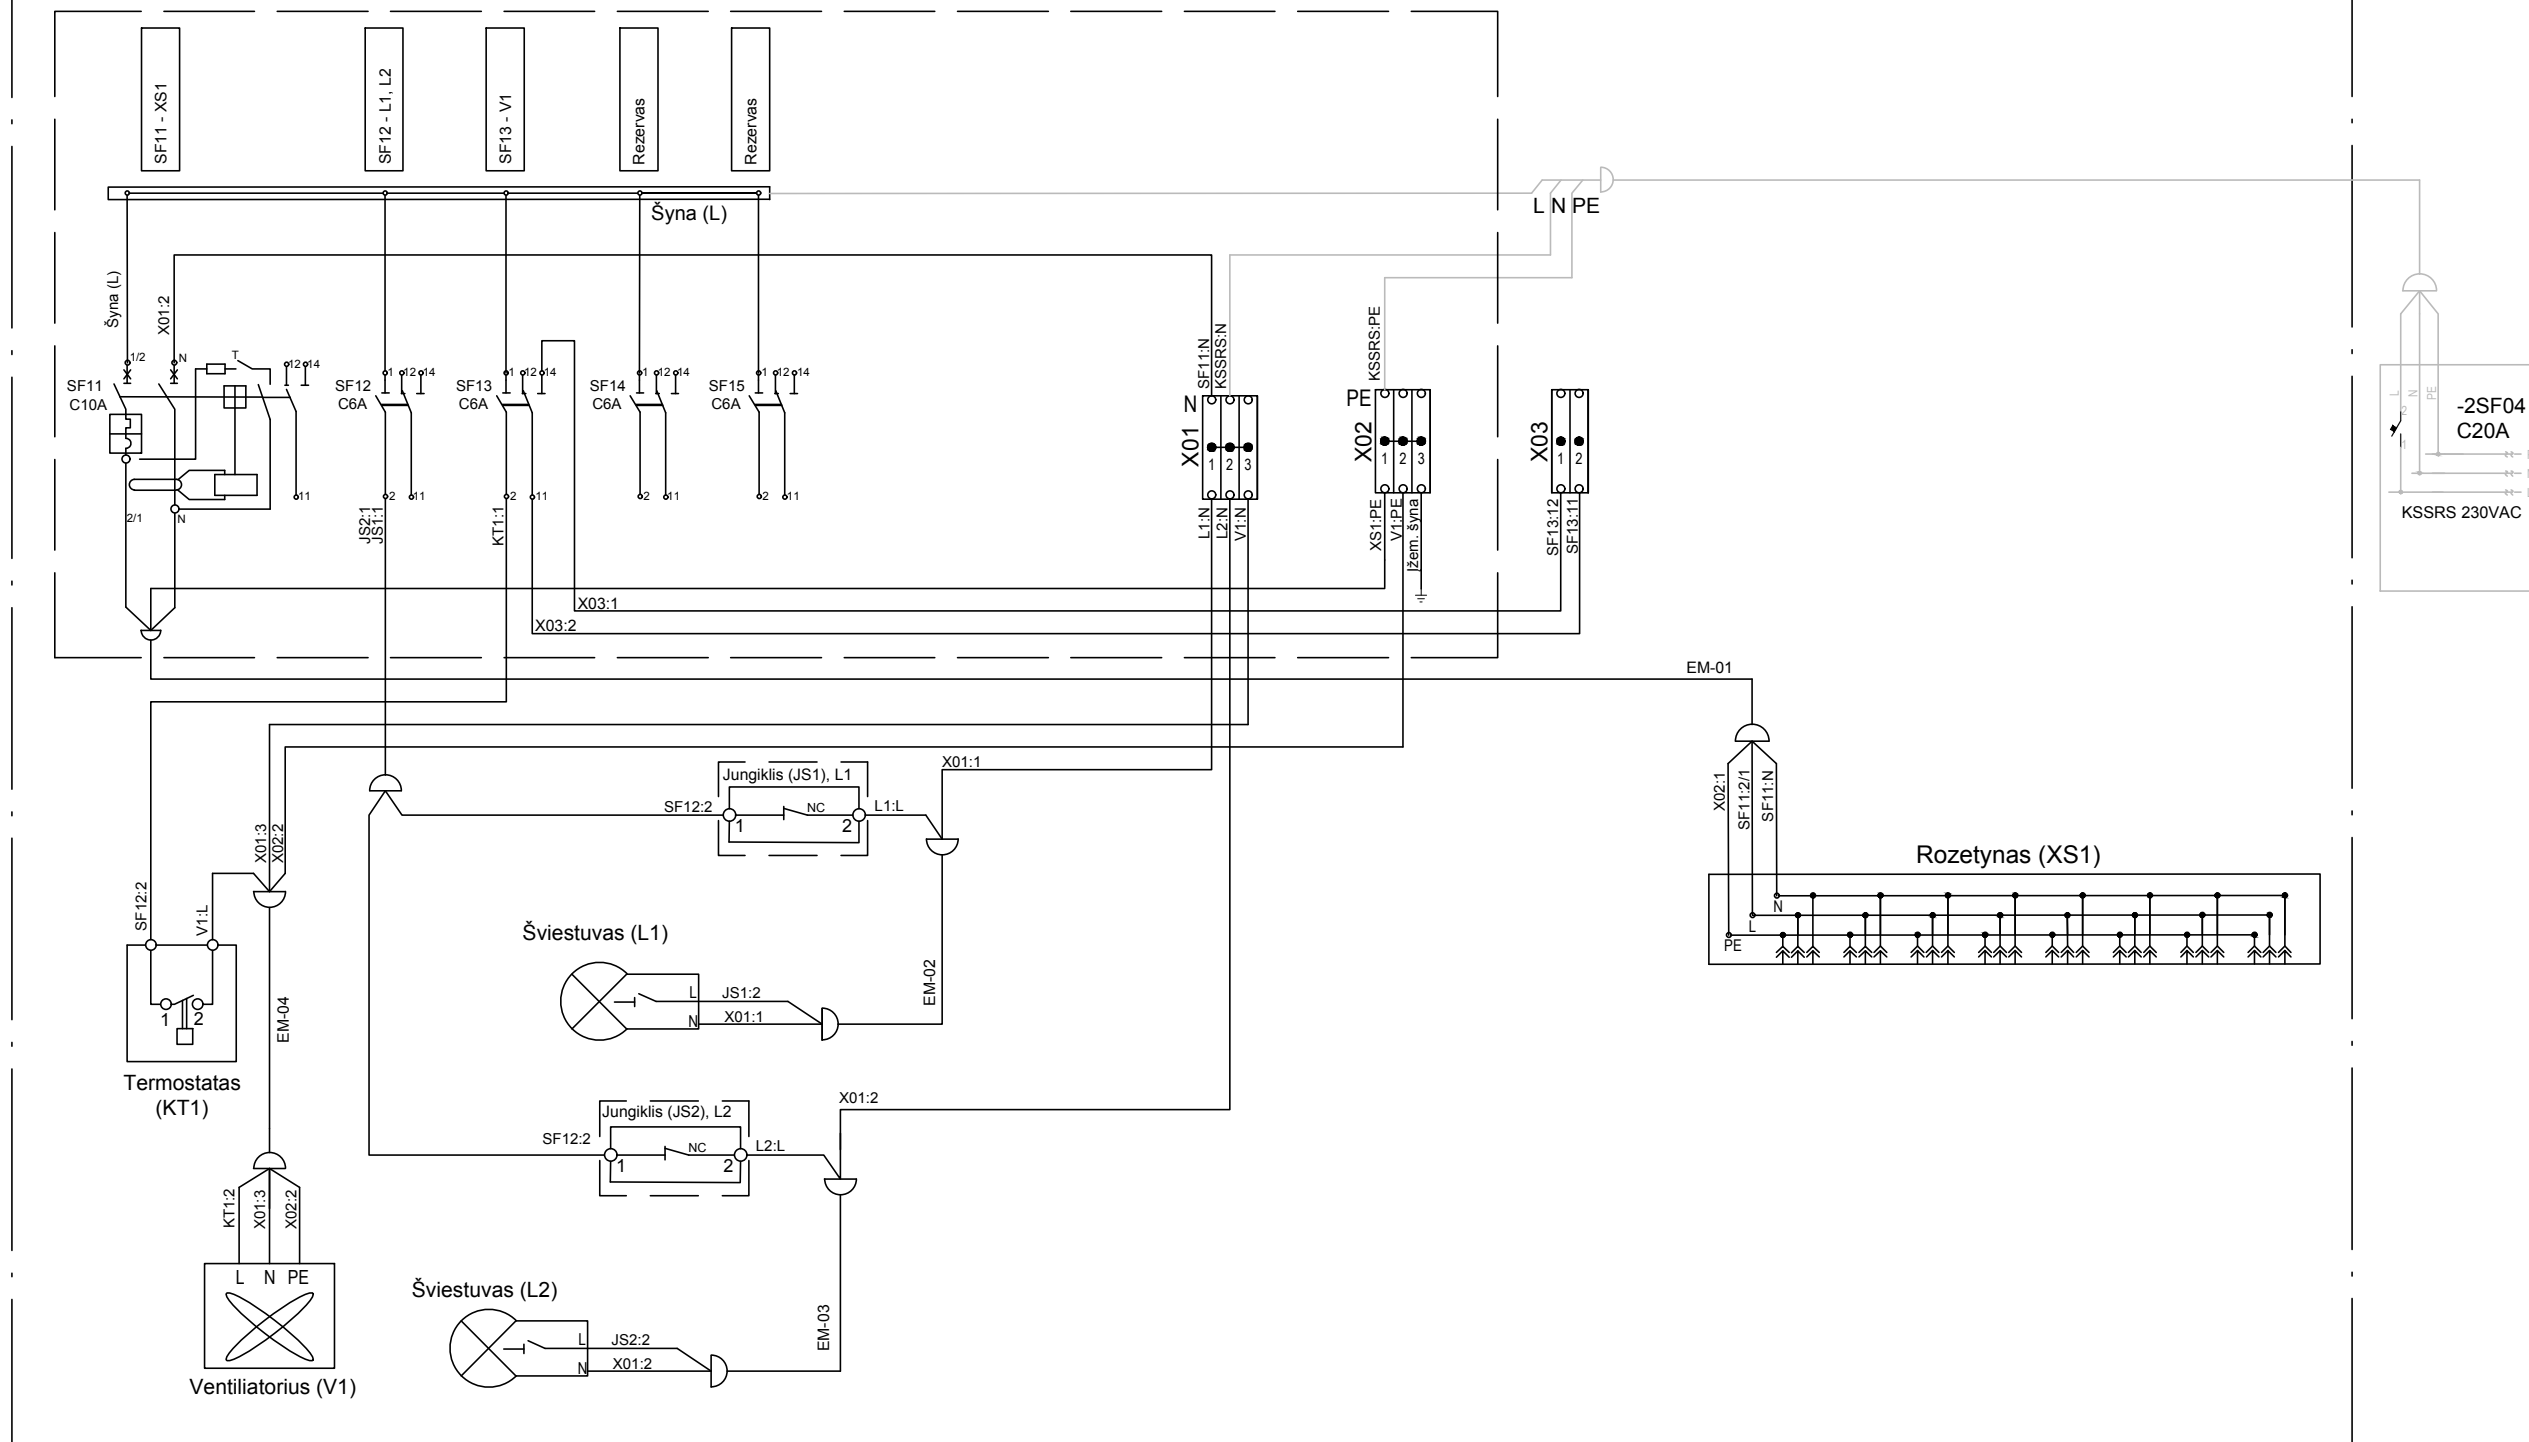 SF11 - XS1
SF12 - L1, L2
SF13 - V1
Rezervas
Rezervas
Šyna (L)
L N PE
Šyna (L)
X01:2
1/2
N
T
12 14
SF11
C10A
11
2/1
N
SF12
C6A
1 12 14
2
11
JS2:1
JS1:1
SF13
C6A
1 12 14
2
11
KT1:1
SF14
C6A
1 12 14
2
11
SF15
C6A
1 12 14
2
11
SF11:N
KSSRS:N
N
X01
1 2 3
L1:N
L2:N
V1:N
KSSRS:PE
PE
X02
1 2 3
XS1:PE
V1:PE
Įžem. šyna
X03
1 2
SF13:12
SF13:11
L
N
PE
2
1
-2SF04
C20A
KSSRS 230VAC
X03:1
X03:2
EM-01
X01:1
Jungiklis (JS1), L1
SF12:2
NC
L1:L
1
2
X02:1
SF11:2/1
SF11:N
X01:3
X02:2
Rozetynas (XS1)
N
L
PE
SF12:2
V1:L
1 2
Termostatas
(KT1)
EM-04
Šviestuvas (L1)
L
JS1:2
N
X01:1
EM-02
X01:2
Jungiklis (JS2), L2
SF12:2
NC
L2:L
1
2
KT1:2
X01:3
X02:2
L N PE
Ventiliatorius (V1)
Šviestuvas (L2)
L
JS2:2
N
X01:2
EM-03